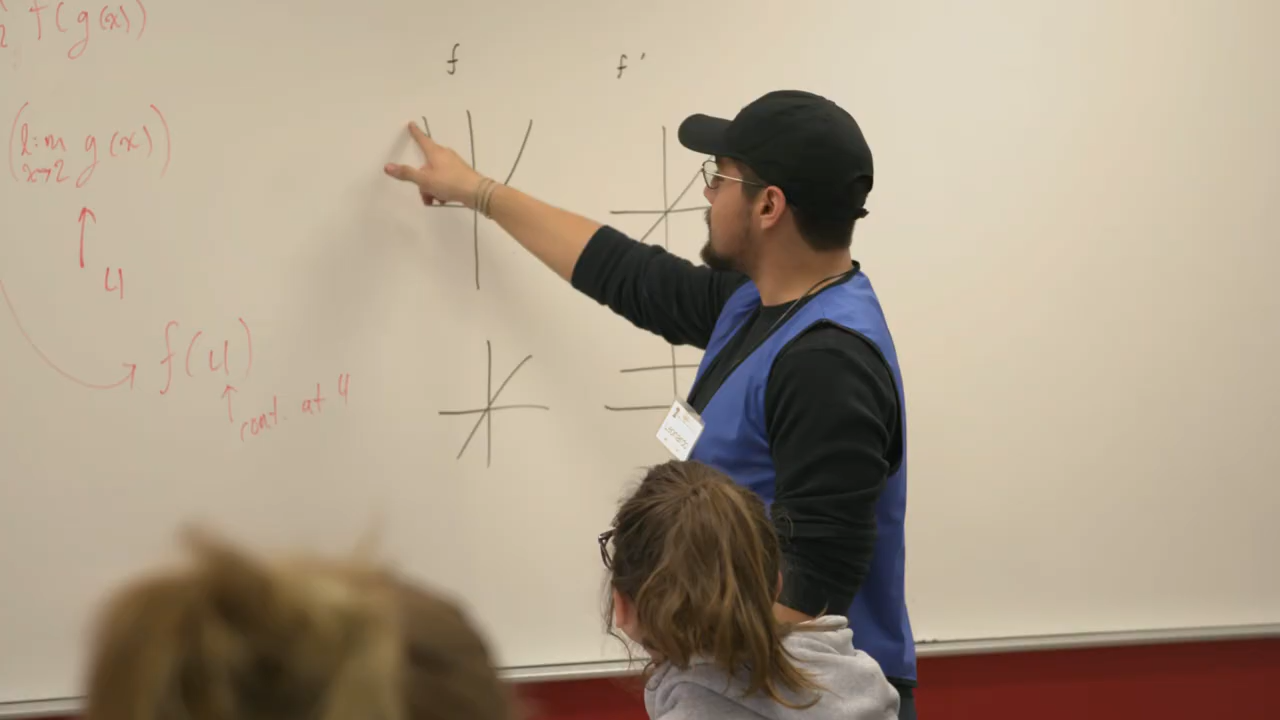 f(g(x))
(lim g(x))
x→2
↑
4
f(4)
↑
cont. at 4
f
f'